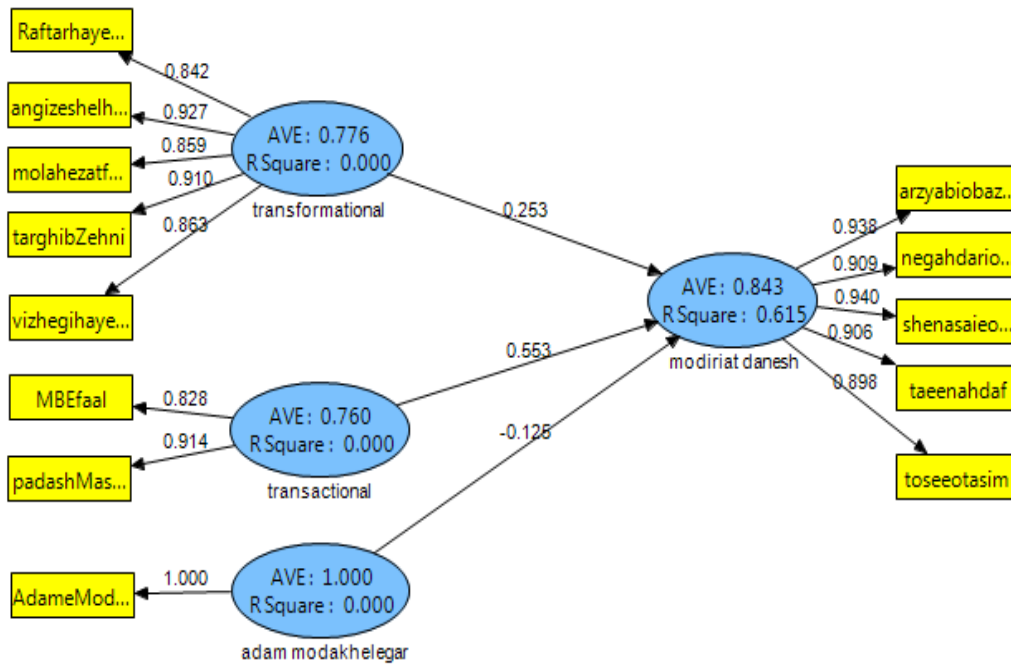 Raftarhaye...
0.842
angizeshelh...
0.927
molahezatf...
0.859
targhibZehni
0.910
vizhegihaye...
0.863
AVE: 0.776
R Square: 0.000
transformational
0.253
MBEfaal
0.828
padashMas...
0.914
AVE: 0.760
R Square: 0.000
transactional
0.553
AdameMod...
1.000
AVE: 1.000
R Square: 0.000
adam modakhelegar
-0.125
AVE: 0.843
R Square: 0.615
modiriat danesh
arzyabiobaz...
0.938
negahdario...
0.909
shenasaieo...
0.940
taeenahdaf
0.906
toseeotasim
0.898